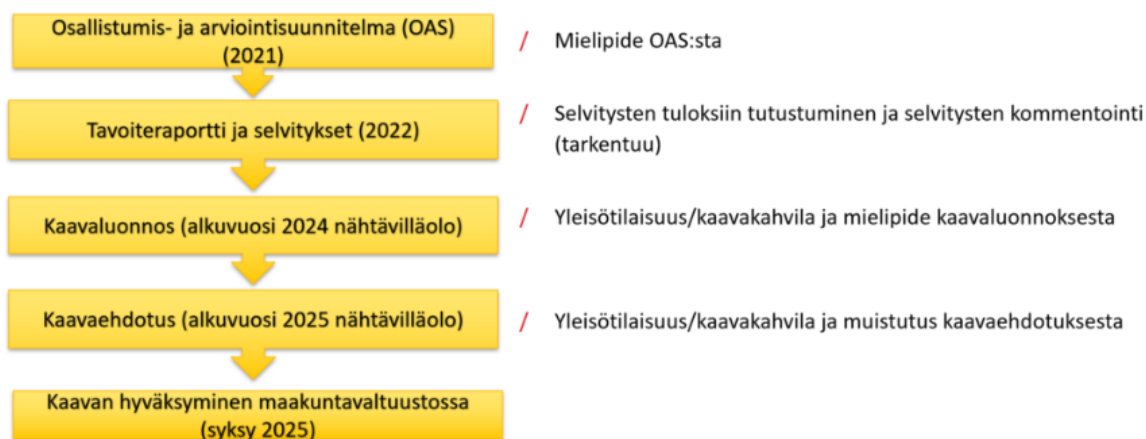 Osallistumis- ja arviointisuunnitelma (OAS)
(2021)
/ Mielipide OAS:sta
Tavoiteraportti ja selvitykset (2022)
/ Selvitysten tuloksiin tutustuminen ja selvitysten kommentointi
(tarkentuu)
Kaavaluonnos (alkuvuosi 2024 nähtävilläolo)
/ Yleisötilaisuus/kaavakahvila ja mielipide kaavaluonnoksesta
Kaavaehdotus (alkuvuosi 2025 nähtävilläolo)
/ Yleisötilaisuus/kaavakahvila ja muistutus kaavaehdotuksesta
Kaavan hyväksyminen maakuntavaltuustossa
(syksy 2025)